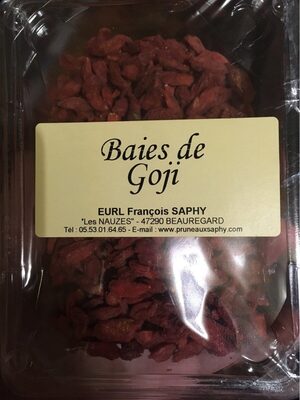 Baies de
Goji
EURL François SAPHY
"Les NAUZES" - 47290 BEAUREGARD
Tél : 05.53.01.64.65 - E-mail : www.pruneauxsaphy.com